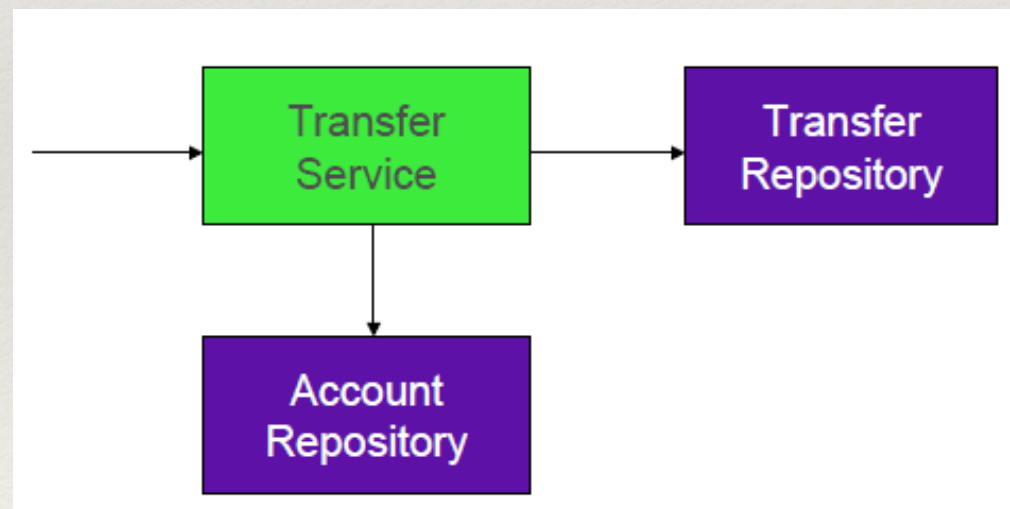 Transfer
Service
Transfer
Repository
Account
Repository